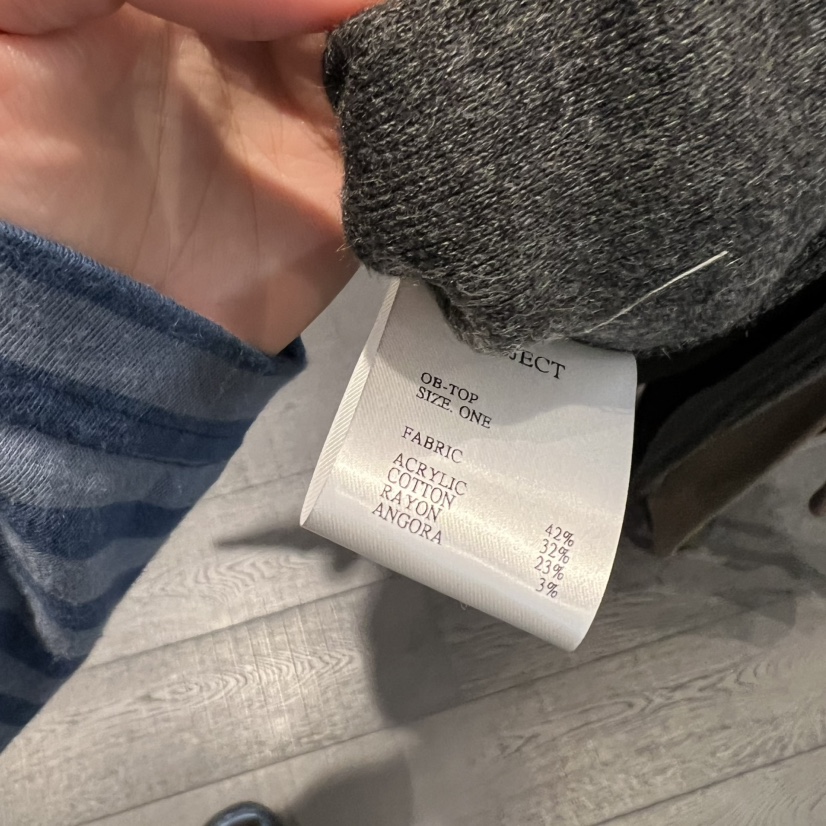 JECT
OB-TOP
SIZE. ONE
FABRIC
ACRYLIC 42%
COTTON 32%
RAYON 23%
ANGORA 3%